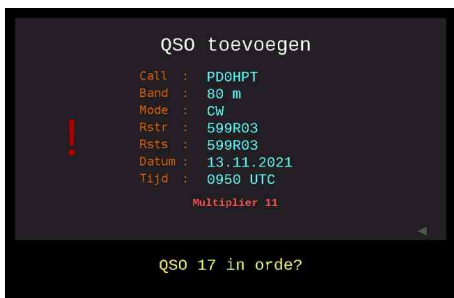 QSO toevoegen
Call : PD0HPT
Band : 80 m
Mode : CW
Rstr : 599R03
Rsts : 599R03
Datum : 13.11.2021
Tijd : 0950 UTC
! 
Multiplier 11
QSO 17 in orde?